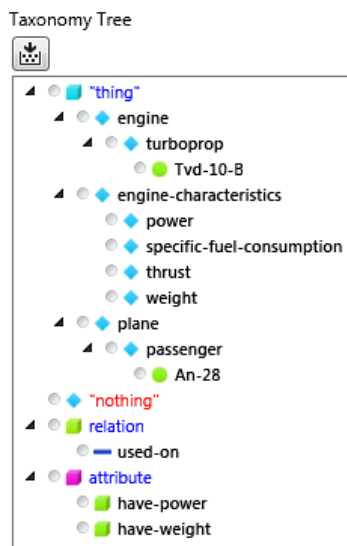 Taxonomy Tree
"thing"
engine
turboprop
Tvd-10-B
engine-characteristics
power
specific-fuel-consumption
thrust
weight
plane
passenger
An-28
"nothing"
relation
used-on
attribute
have-power
have-weight